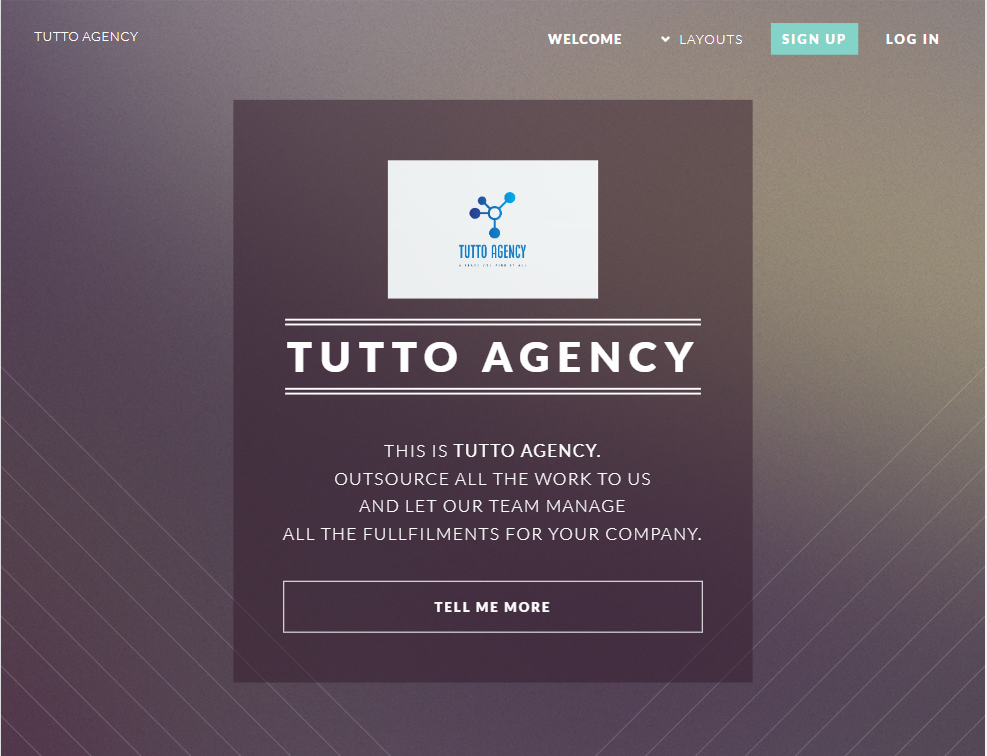 TUTTO AGENCY
WELCOME
LAYOUTS
SIGN UP
LOG IN
TUTTO AGENCY
TUTTO AGENCY
THIS IS TUTTO AGENCY.
OUTSOURCE ALL THE WORK TO US
AND LET OUR TEAM MANAGE
ALL THE FULLFILMENTS FOR YOUR COMPANY.
TELL ME MORE